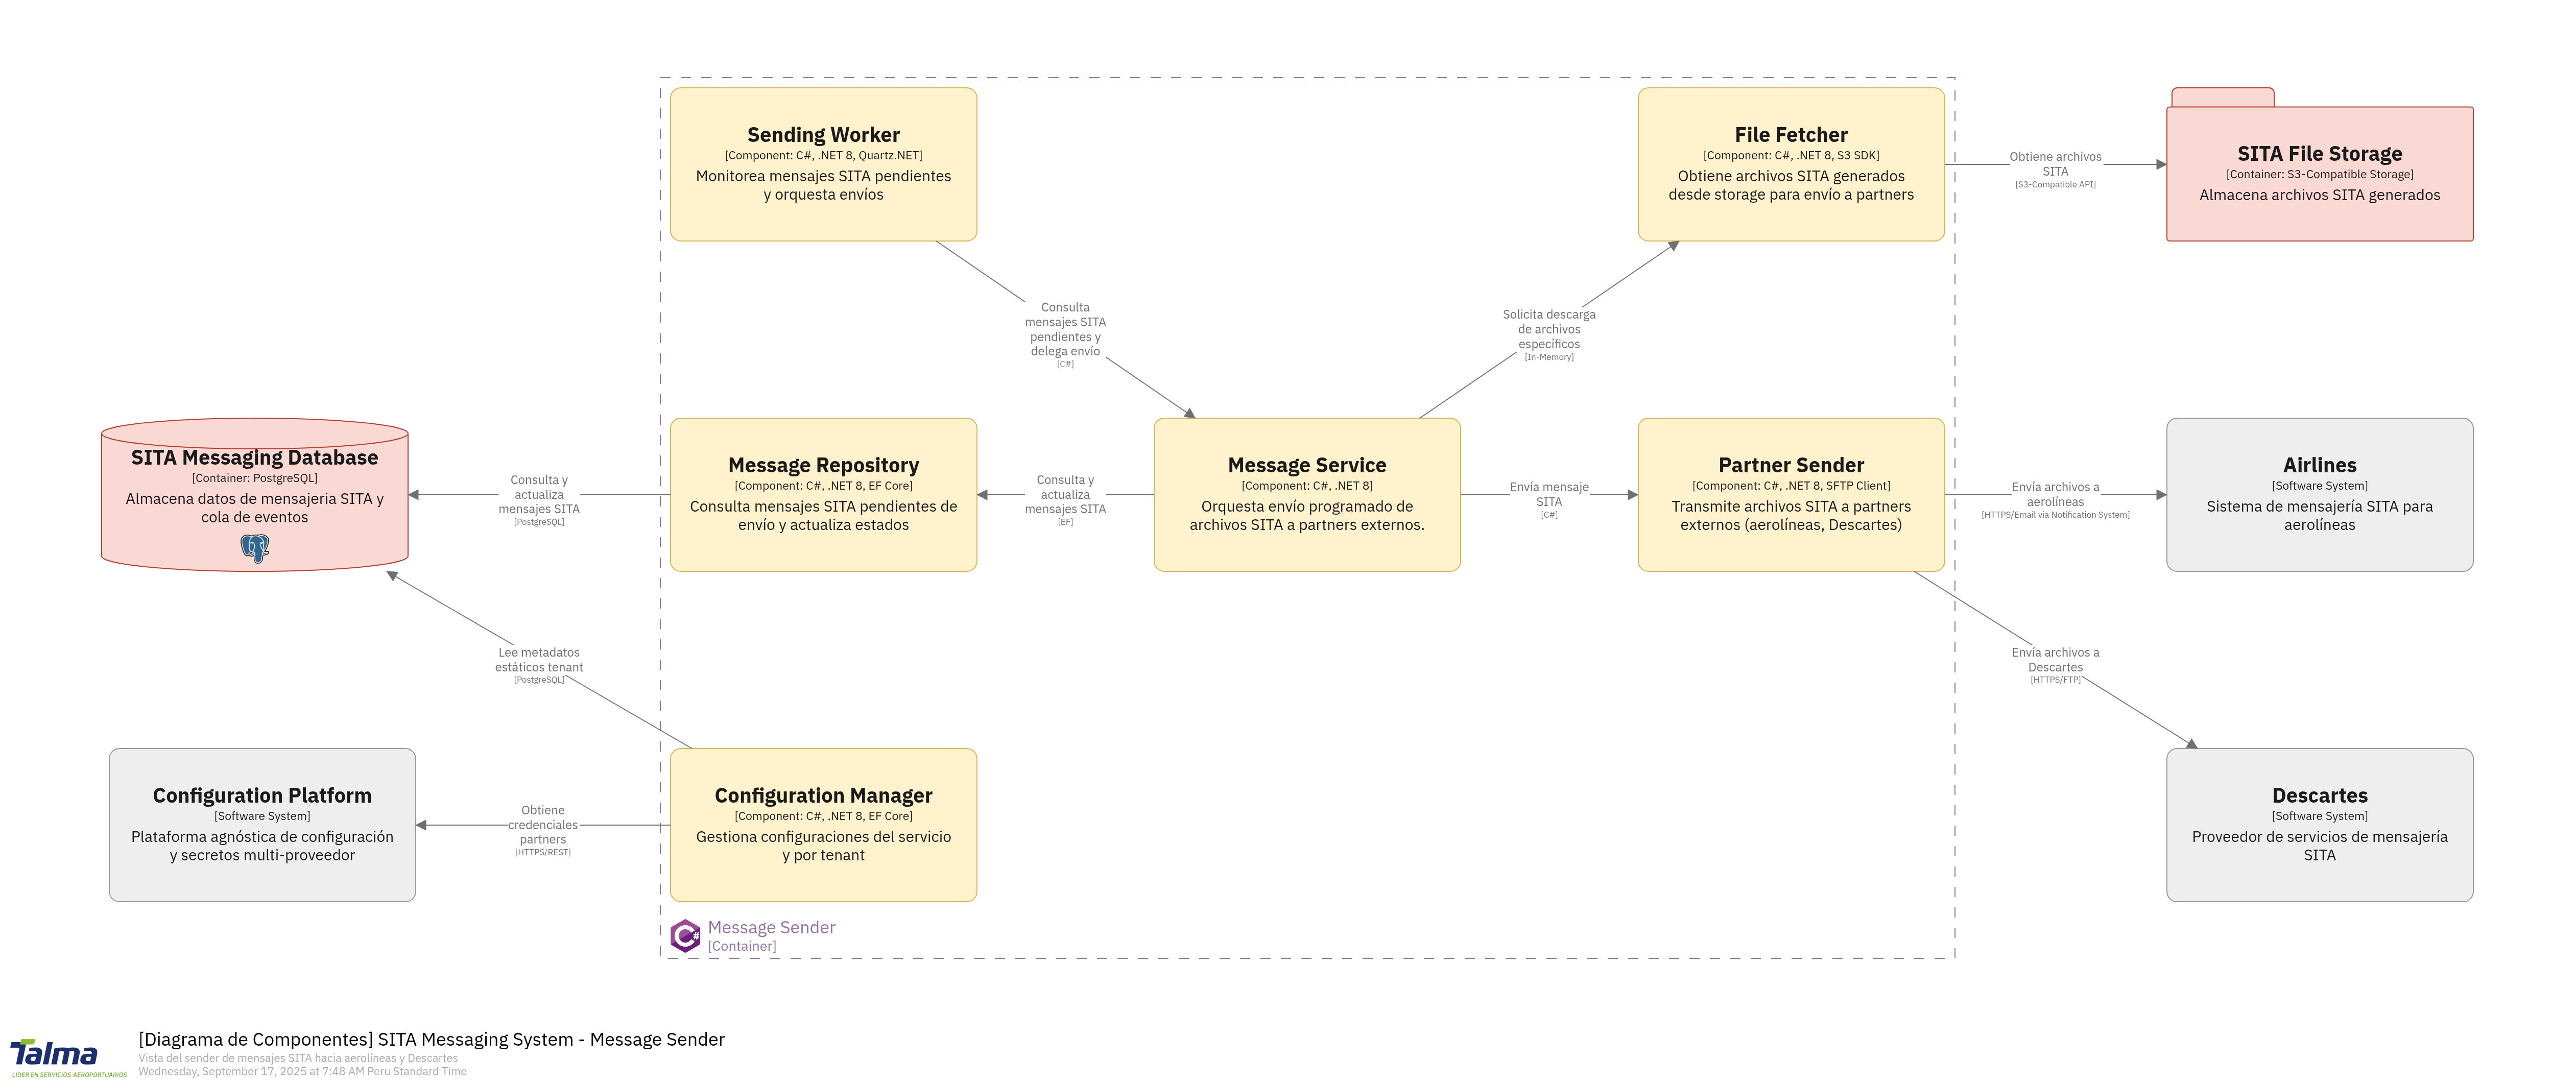 Sending Worker
[Component: C#, .NET 8, Quartz.NET]
Monitorea mensajes SITA pendientes
y orquesta envíos
File Fetcher
[Component: C#, .NET 8, S3 SDK]
Obtiene archivos SITA generados
desde storage para envío a partners
Obtiene archivos
SITA
[S3-Compatible API]
SITA File Storage
[Container: S3-Compatible Storage]
Almacena archivos SITA generados
Consulta
mensajes SITA
pendientes y
delega envío
[C#]
Solicita descarga
de archivos
específicos
[In-Memory]
SITA Messaging Database
[Container: PostgreSQL]
Almacena datos de mensajeria SITA y
cola de eventos
Consulta y
actualiza
mensajes SITA
[PostgreSQL]
Message Repository
[Component: C#, .NET 8, EF Core]
Consulta mensajes SITA pendientes de
envío y actualiza estados
Consulta y
actualiza
mensajes SITA
[EF]
Message Service
[Component: C#, .NET 8]
Orquesta envío programado de
archivos SITA a partners externos.
Envía mensaje
SITA
[C#]
Partner Sender
[Component: C#, .NET 8, SFTP Client]
Transmite archivos SITA a partners
externos (aerolíneas, Descartes)
Envía archivos a
aerolíneas
[HTTPS/Email via Notification System]
Airlines
[Software System]
Sistema de mensajería SITA para
aerolíneas
Lee metadatos
estáticos tenant
[PostgreSQL]
Envía archivos a
Descartes
[HTTPS/FTP]
Configuration Platform
[Software System]
Plataforma agnóstica de configuración
y secretos multi-proveedor
Obtiene
credenciales
partners
[HTTPS/REST]
Configuration Manager
[Component: C#, .NET 8, EF Core]
Gestiona configuraciones del servicio
y por tenant
Descartes
[Software System]
Proveedor de servicios de mensajería
SITA
C#
Message Sender
[Container]
Talma
LÍDER EN SERVICIOS AEROPORTUARIOS
[Diagrama de Componentes] SITA Messaging System - Message Sender
Vista del sender de mensajes SITA hacia aerolíneas y Descartes
Wednesday, September 17, 2025 at 7:48 AM Peru Standard Time